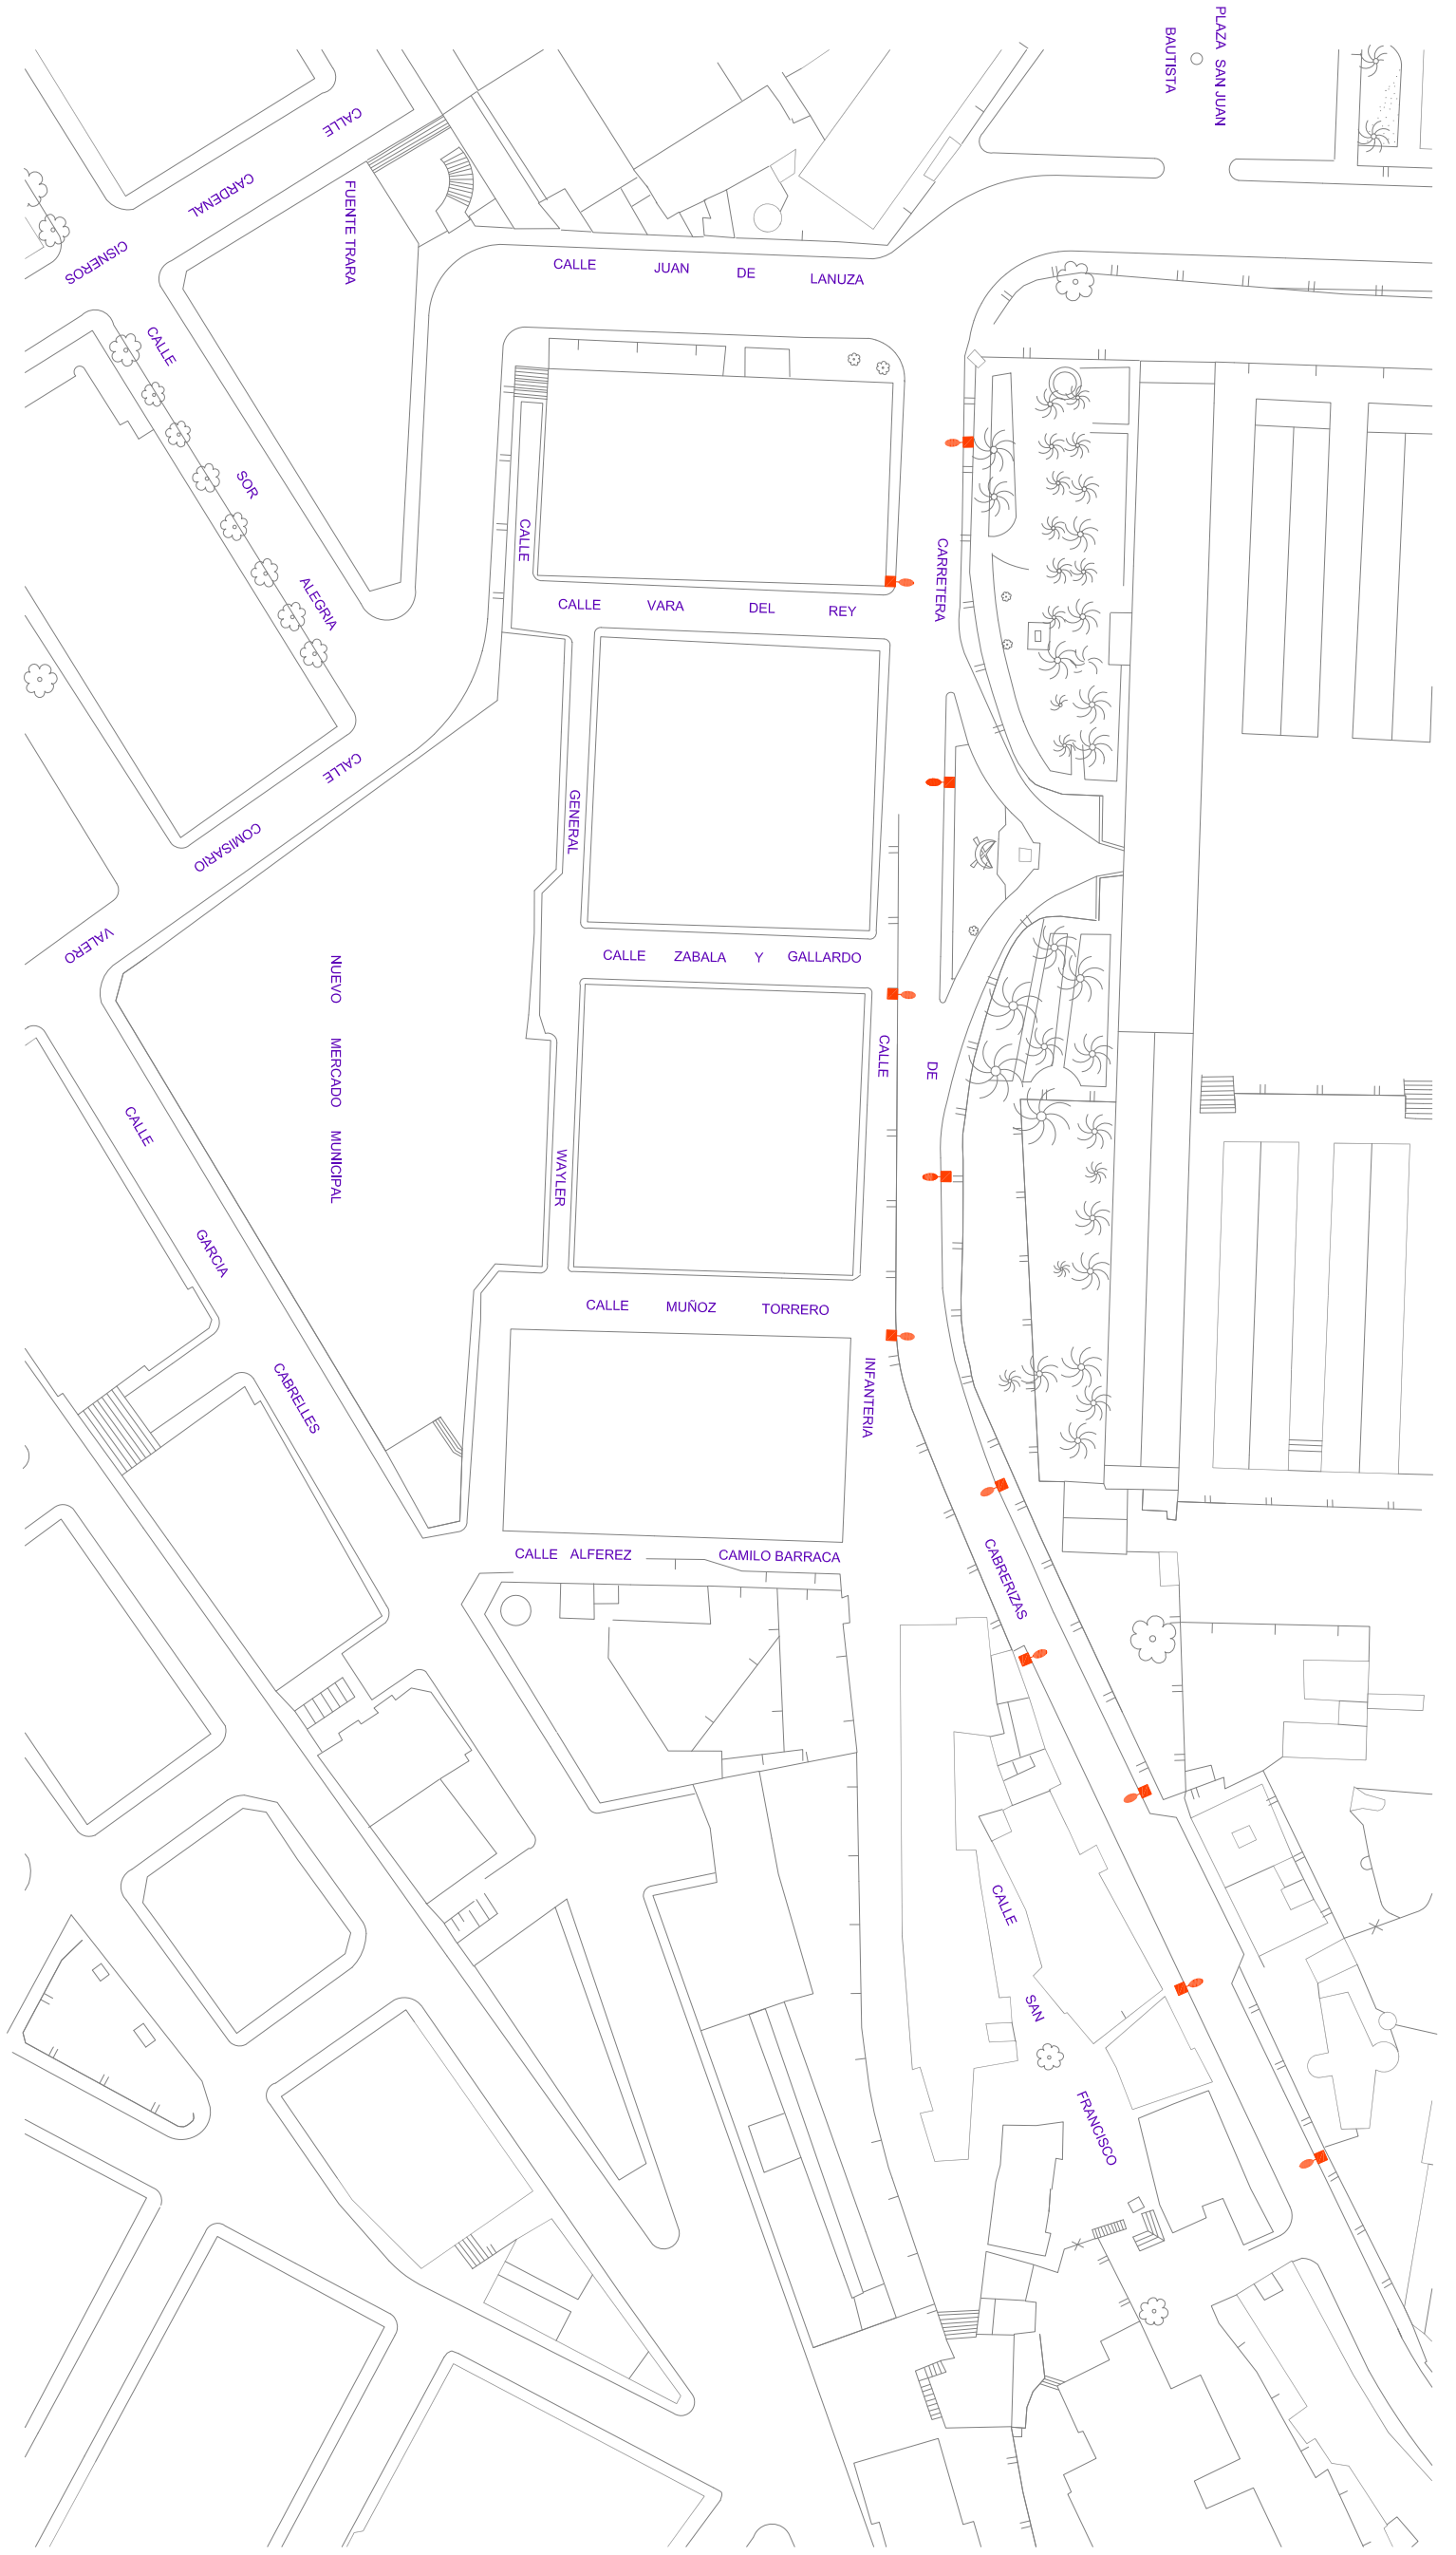 PLAZA SAN JUAN
BAUTISTA
CALLE CARDENAL CISNEROS
FUENTE TRARA
CALLE JUAN DE LANUZA
CALLE SOR ALEGRIA
CALLE GENERAL WAYLER
CALLE VARA DEL REY
CARRETERA DE CABRERIZAS
CALLE COMISARIO VALERO
CALLE ZABALA Y GALLARDO
NUEVO MERCADO MUNICIPAL
CALLE INFANTERIA
CALLE GARCIA CABRELLES
CALLE MUÑOZ TORRERO
CALLE ALFEREZ CAMILO BARRACA
CALLE SAN FRANCISCO